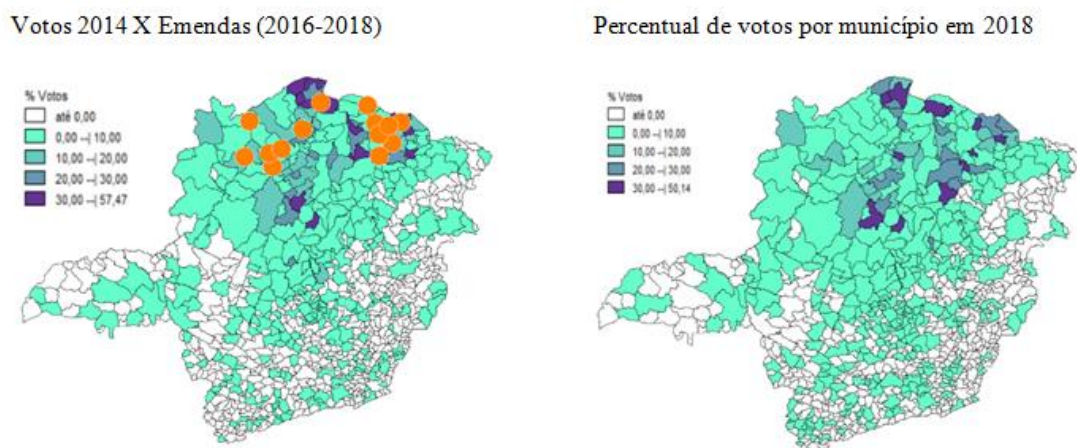 Votos 2014 X Emendas (2016-2018)
Percentual de votos por município em 2018
% Votos
até 0,00
0,00 --| 10,00
10,00 --| 20,00
20,00 --| 30,00
30,00 --| 57,47
% Votos
até 0,00
0,00 --| 10,00
10,00 --| 20,00
20,00 --| 30,00
30,00 --| 50,14